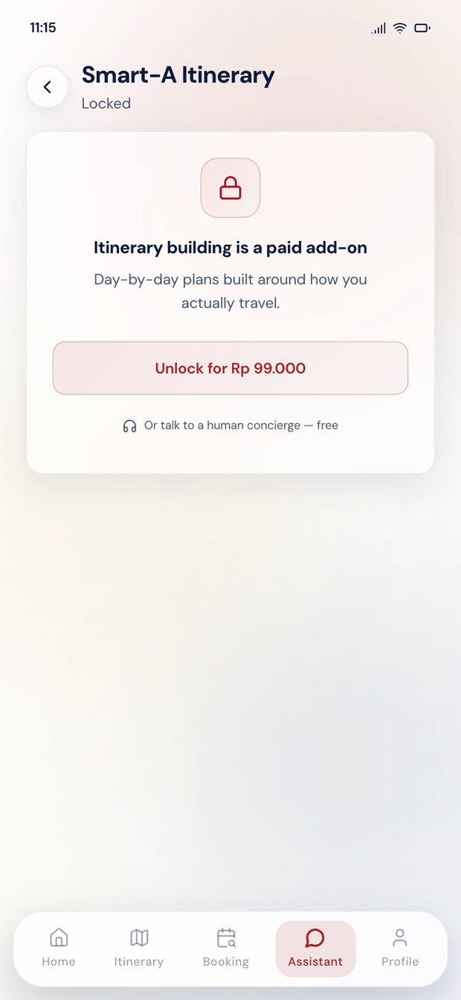 11:15
Smart-A Itinerary
Locked
Itinerary building is a paid add-on
Day-by-day plans built around how you
actually travel.
Unlock for Rp 99.000
Or talk to a human concierge — free
Home
Itinerary
Booking
Assistant
Profile